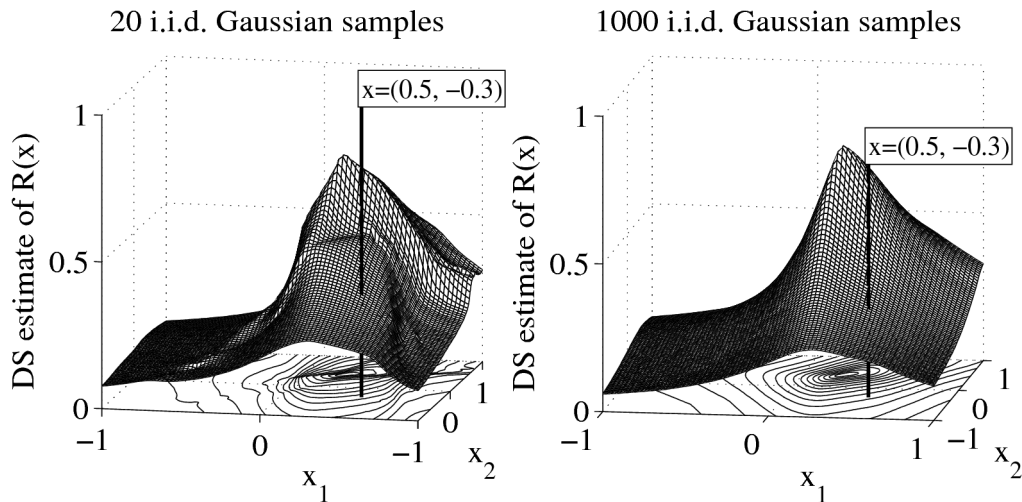 20 i.i.d. Gaussian samples
1000 i.i.d. Gaussian samples
DS estimate of R(x)
1
0.5
0
x=(0.5, −0.3)
−1
0
−1
0
1
x1
x2
DS estimate of R(x)
1
0.5
0
x=(0.5, −0.3)
−1
0
1
−1
0
1
x1
x2